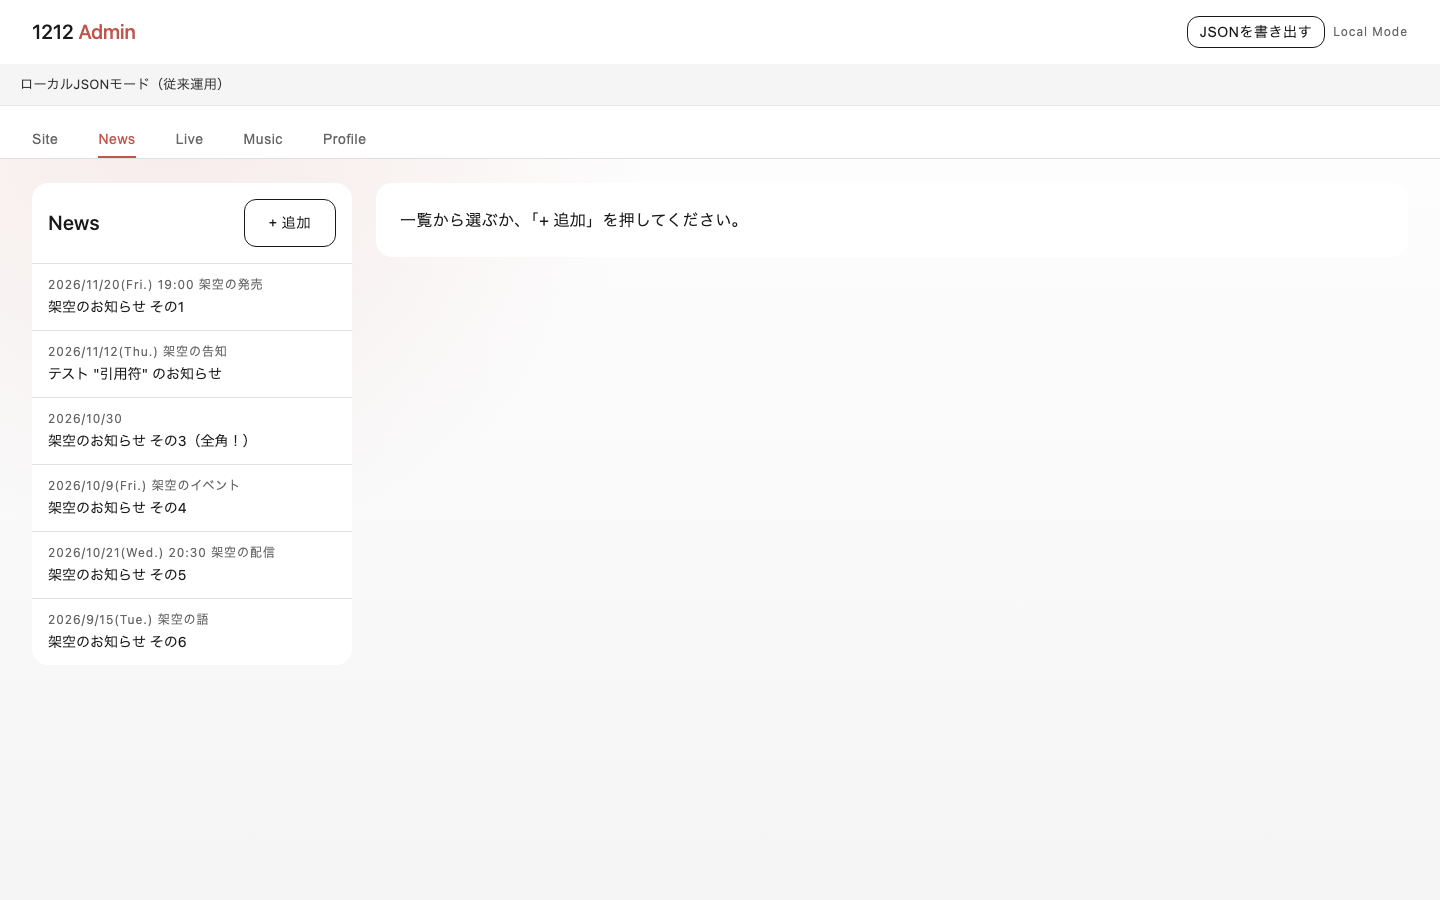 1212 Admin
JSONを書き出す
Local Mode
ローカルJSONモード（従来運用）
Site
News
Live
Music
Profile
News
+ 追加
一覧から選ぶか、「+ 追加」を押してください。
2026/11/20(Fri.) 19:00 架空の発売
架空のお知らせ その1
2026/11/12(Thu.) 架空の告知
テスト "引用符" のお知らせ
2026/10/30
架空のお知らせ その3（全角！）
2026/10/9(Fri.) 架空のイベント
架空のお知らせ その4
2026/10/21(Wed.) 20:30 架空の配信
架空のお知らせ その5
2026/9/15(Tue.) 架空の語
架空のお知らせ その6